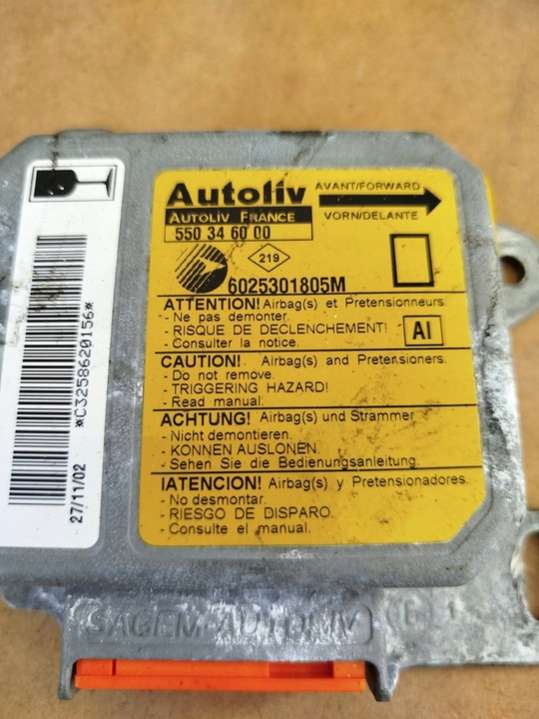 Autoliv
AUTOLIV FRANCE
550 34 60 00
AVANT/FORWARD
VORN/DELANTE
219
6025301805M
ATTENTION! Airbag(s) et Pretensionneurs
- Ne pas demonter.
- RISQUE DE DECLENCHEMENT!
- Consulter la notice.
AI
CAUTION! Airbag(s) and Pretensioners.
- Do not remove.
- TRIGGERING HAZARD!
- Read manual.
ACHTUNG! Airbag(s) und Strammer
- Nicht demontieren.
- KONNEN AUSLONEN.
- Sehen Sie die Bedienungsanleitung
!ATENCION! Airbag(s) y Pretensionadores.
- No desmontar.
- RIESGO DE DISPARO.
- Consulte el manual.
*C3258620156*
27/11/02
SAGEM-AUTOLIV